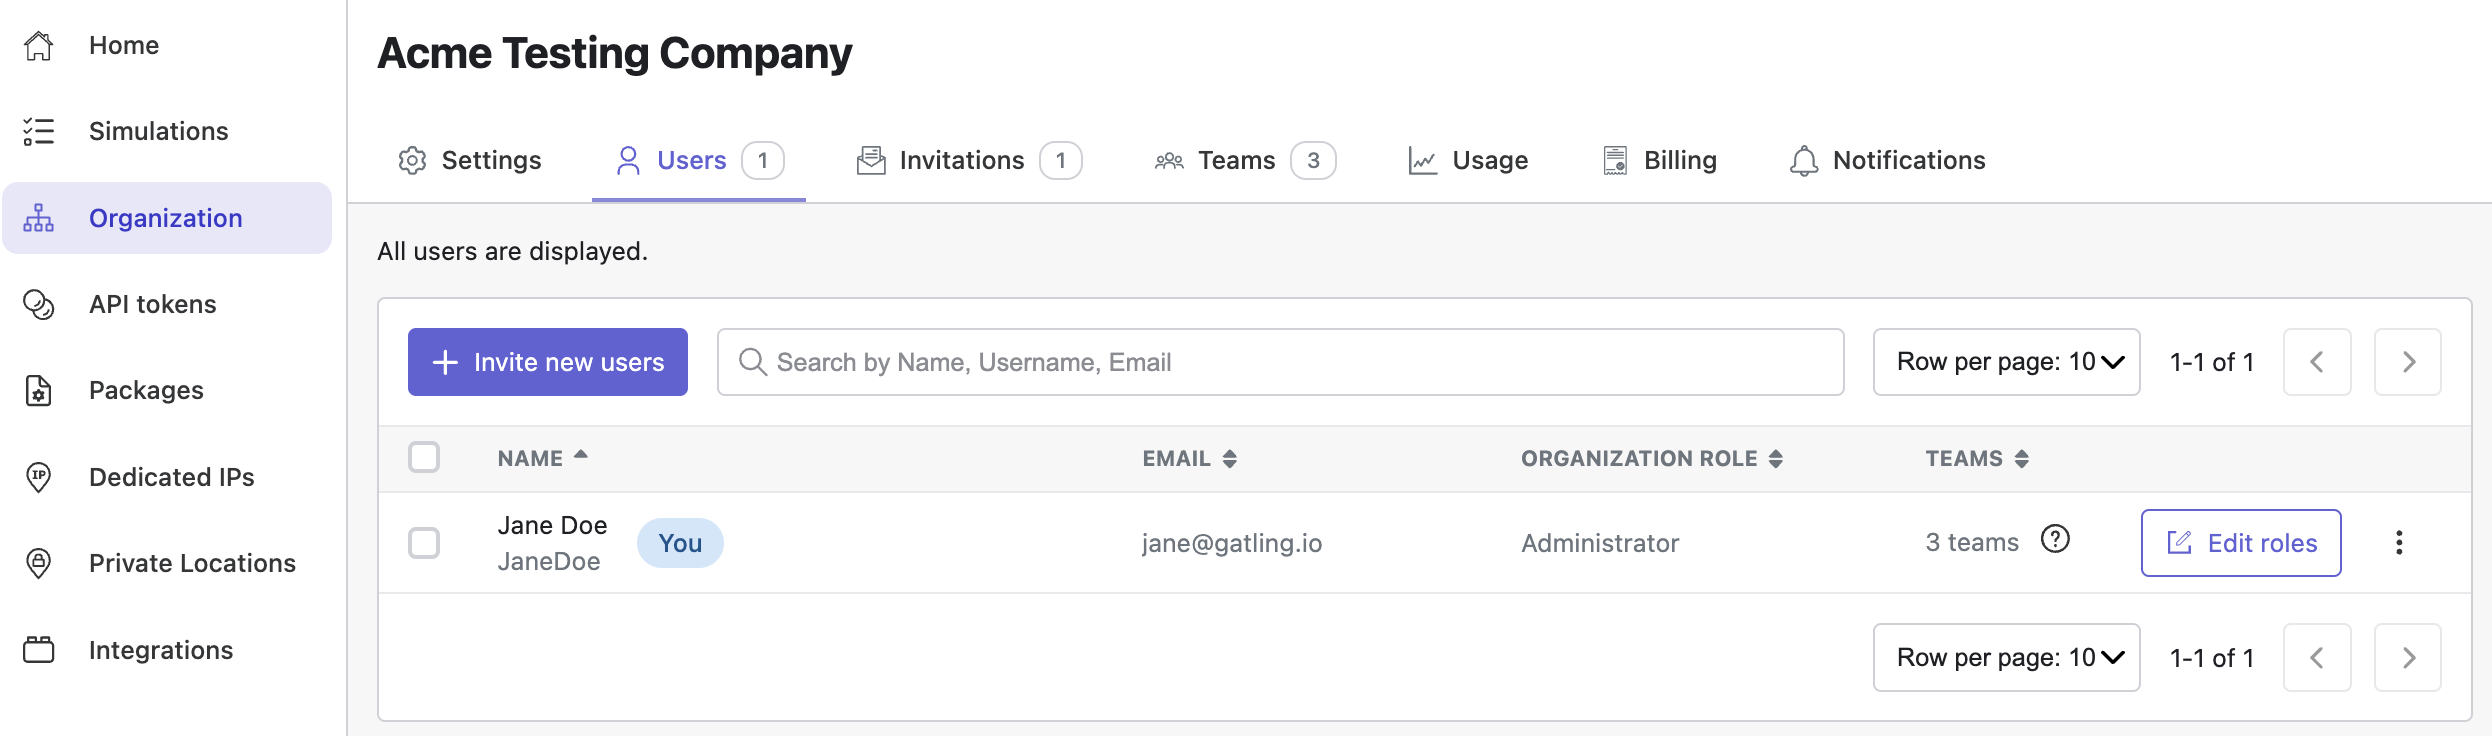 Home
Simulations
Organization
API tokens
IP
Packages
Dedicated IPs
Private Locations
Integrations
Acme Testing Company
Settings
Users 1
Invitations 1
Teams 3
Usage
Billing
Notifications
All users are displayed.
+ Invite new users
Search by Name, Username, Email
Row per page: 10
1-1 of 1
NAME
EMAIL
ORGANIZATION ROLE
TEAMS
Jane Doe
JaneDoe
You
jane@gatling.io
Administrator
3 teams ?
Edit roles
Row per page: 10
1-1 of 1